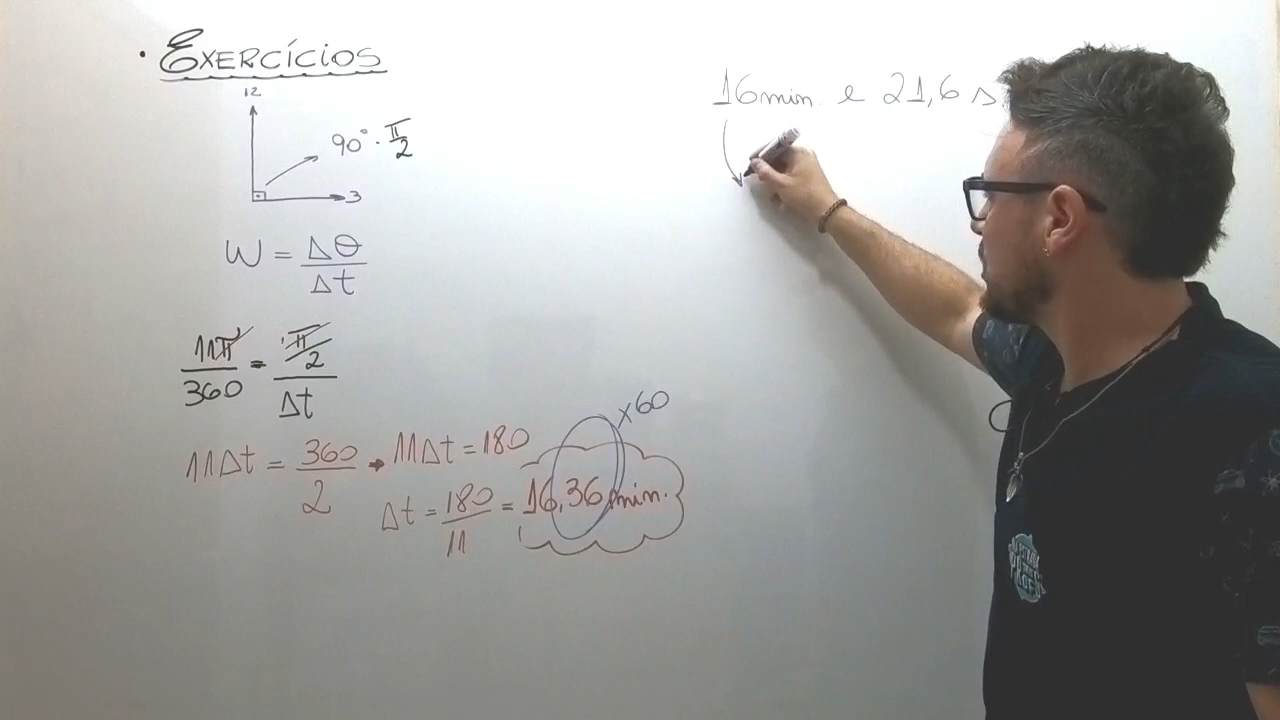 • EXERCÍCIOS
12
90° · π/2
3
W = Δθ/Δt
11π/360 = (π/2)/Δt
11Δt = 360/2 → 11Δt = 180
x60
Δt = 180/11 = 16,36 min.
16 min. e 21,6 s